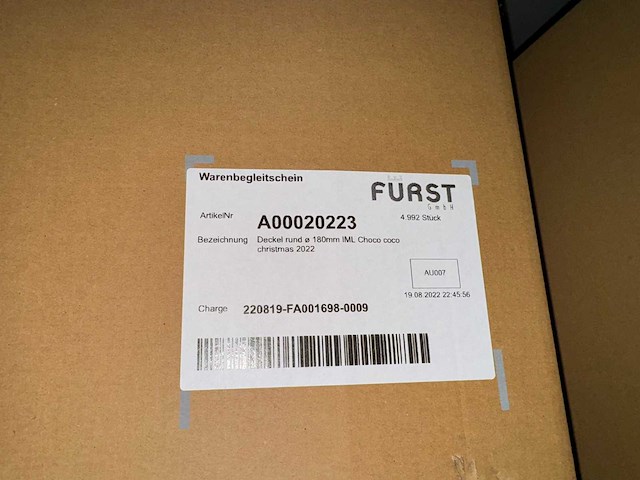 Warenbegleitschein
FÜRST
GmbH
ArtikelNr A00020223 4.992 Stück
Bezeichnung Deckel rund ø 180mm IML Choco coco
christmas 2022
AU007
19.08.2022 22:45:56
Charge 220819-FA001698-0009